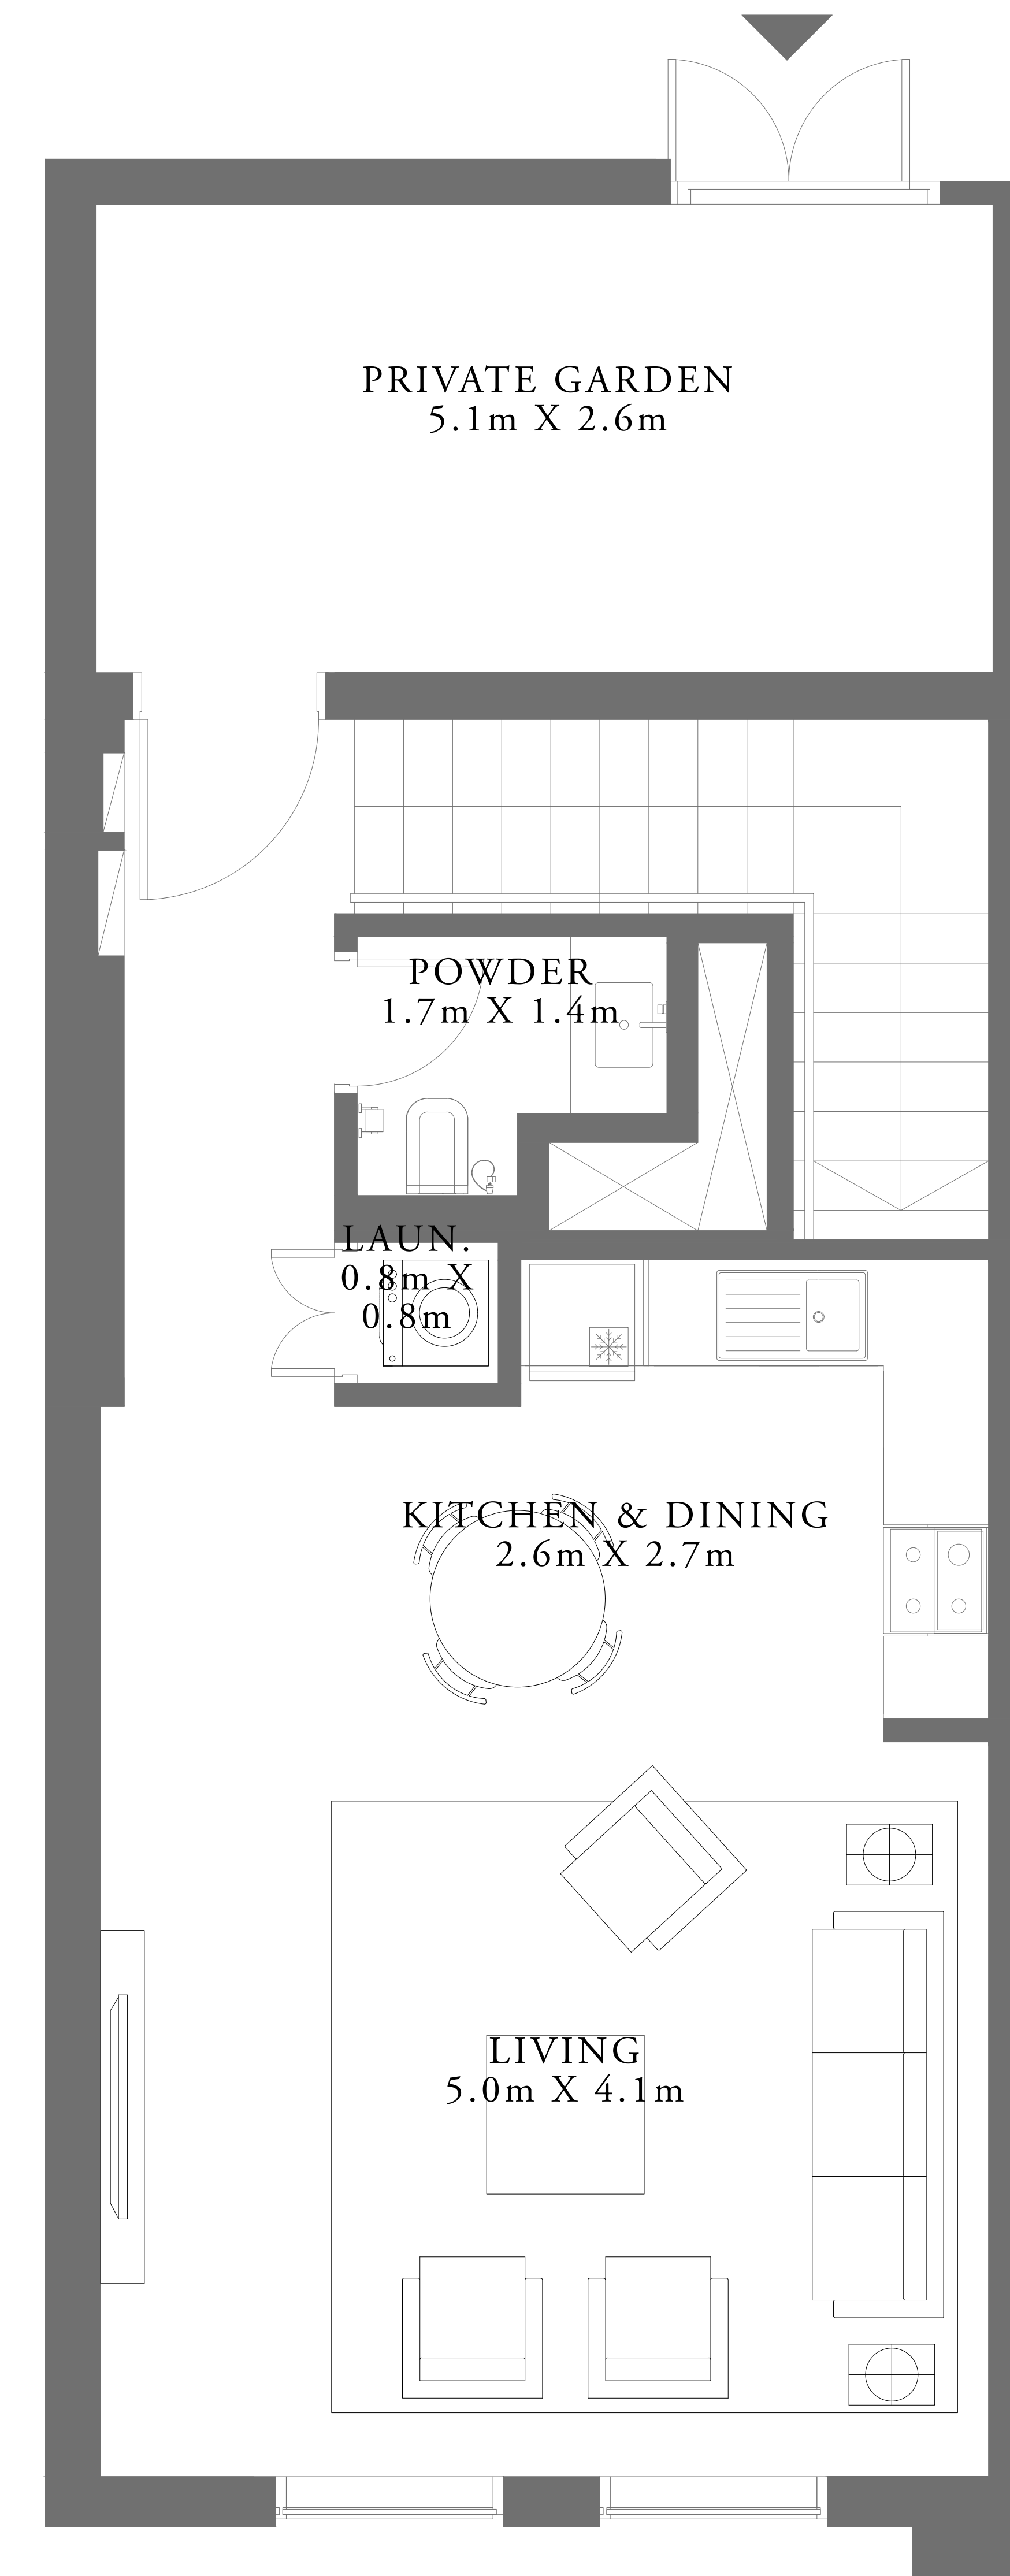 PRIVATE GARDEN
5.1m X 2.6m
POWDER
1.7m X 1.4m
LAUN.
0.8m X
0.8m
KITCHEN & DINING
2.6m X 2.7m
LIVING
5.0m X 4.1m